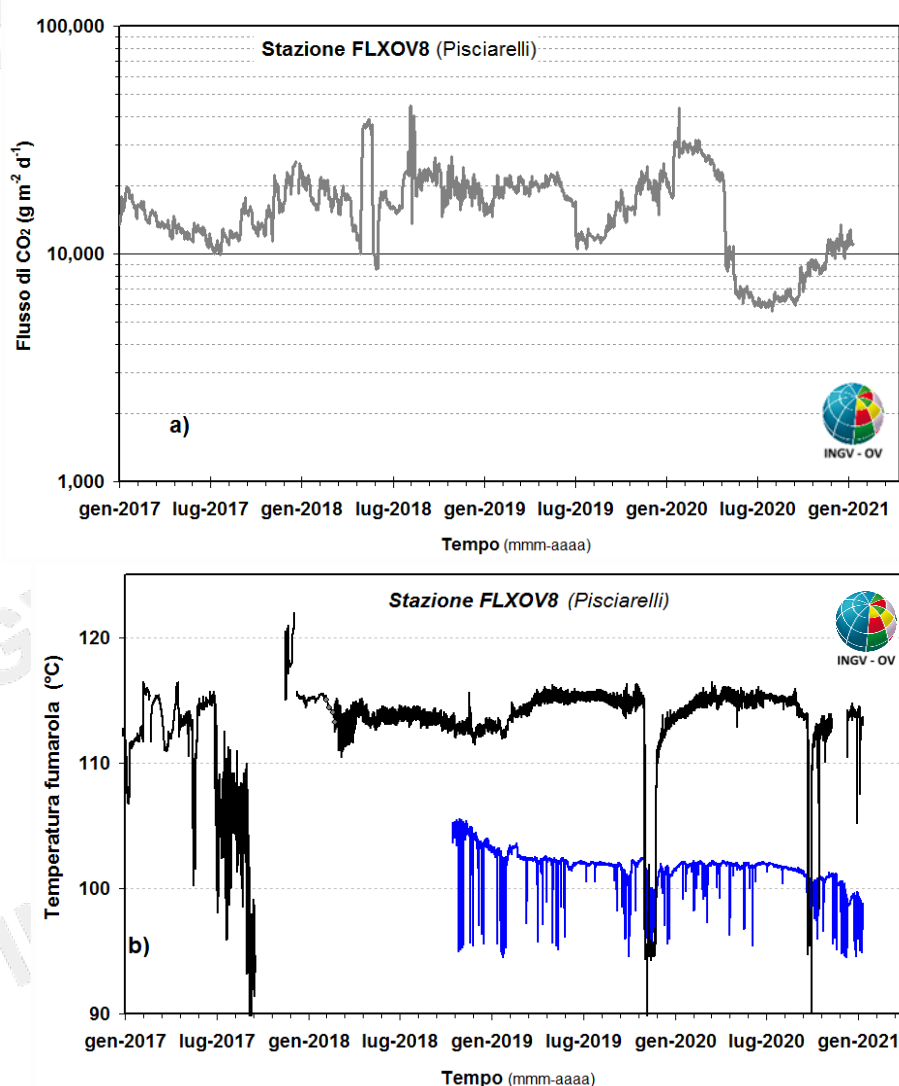 100,000
Stazione FLXOV8 (Pisciarelli)
10,000
Flusso di CO₂ (g m⁻² d⁻¹)
a)
INGV - OV
1,000
gen-2017 lug-2017 gen-2018 lug-2018 gen-2019 lug-2019 gen-2020 lug-2020 gen-2021
Tempo (mmm-aaaa)
Stazione FLXOV8 (Pisciarelli)
120
INGV - OV
110
Temperatura fumarola (°C)
100
b)
90
gen-2017 lug-2017 gen-2018 lug-2018 gen-2019 lug-2019 gen-2020 lug-2020 gen-2021
Tempo (mmm-aaaa)